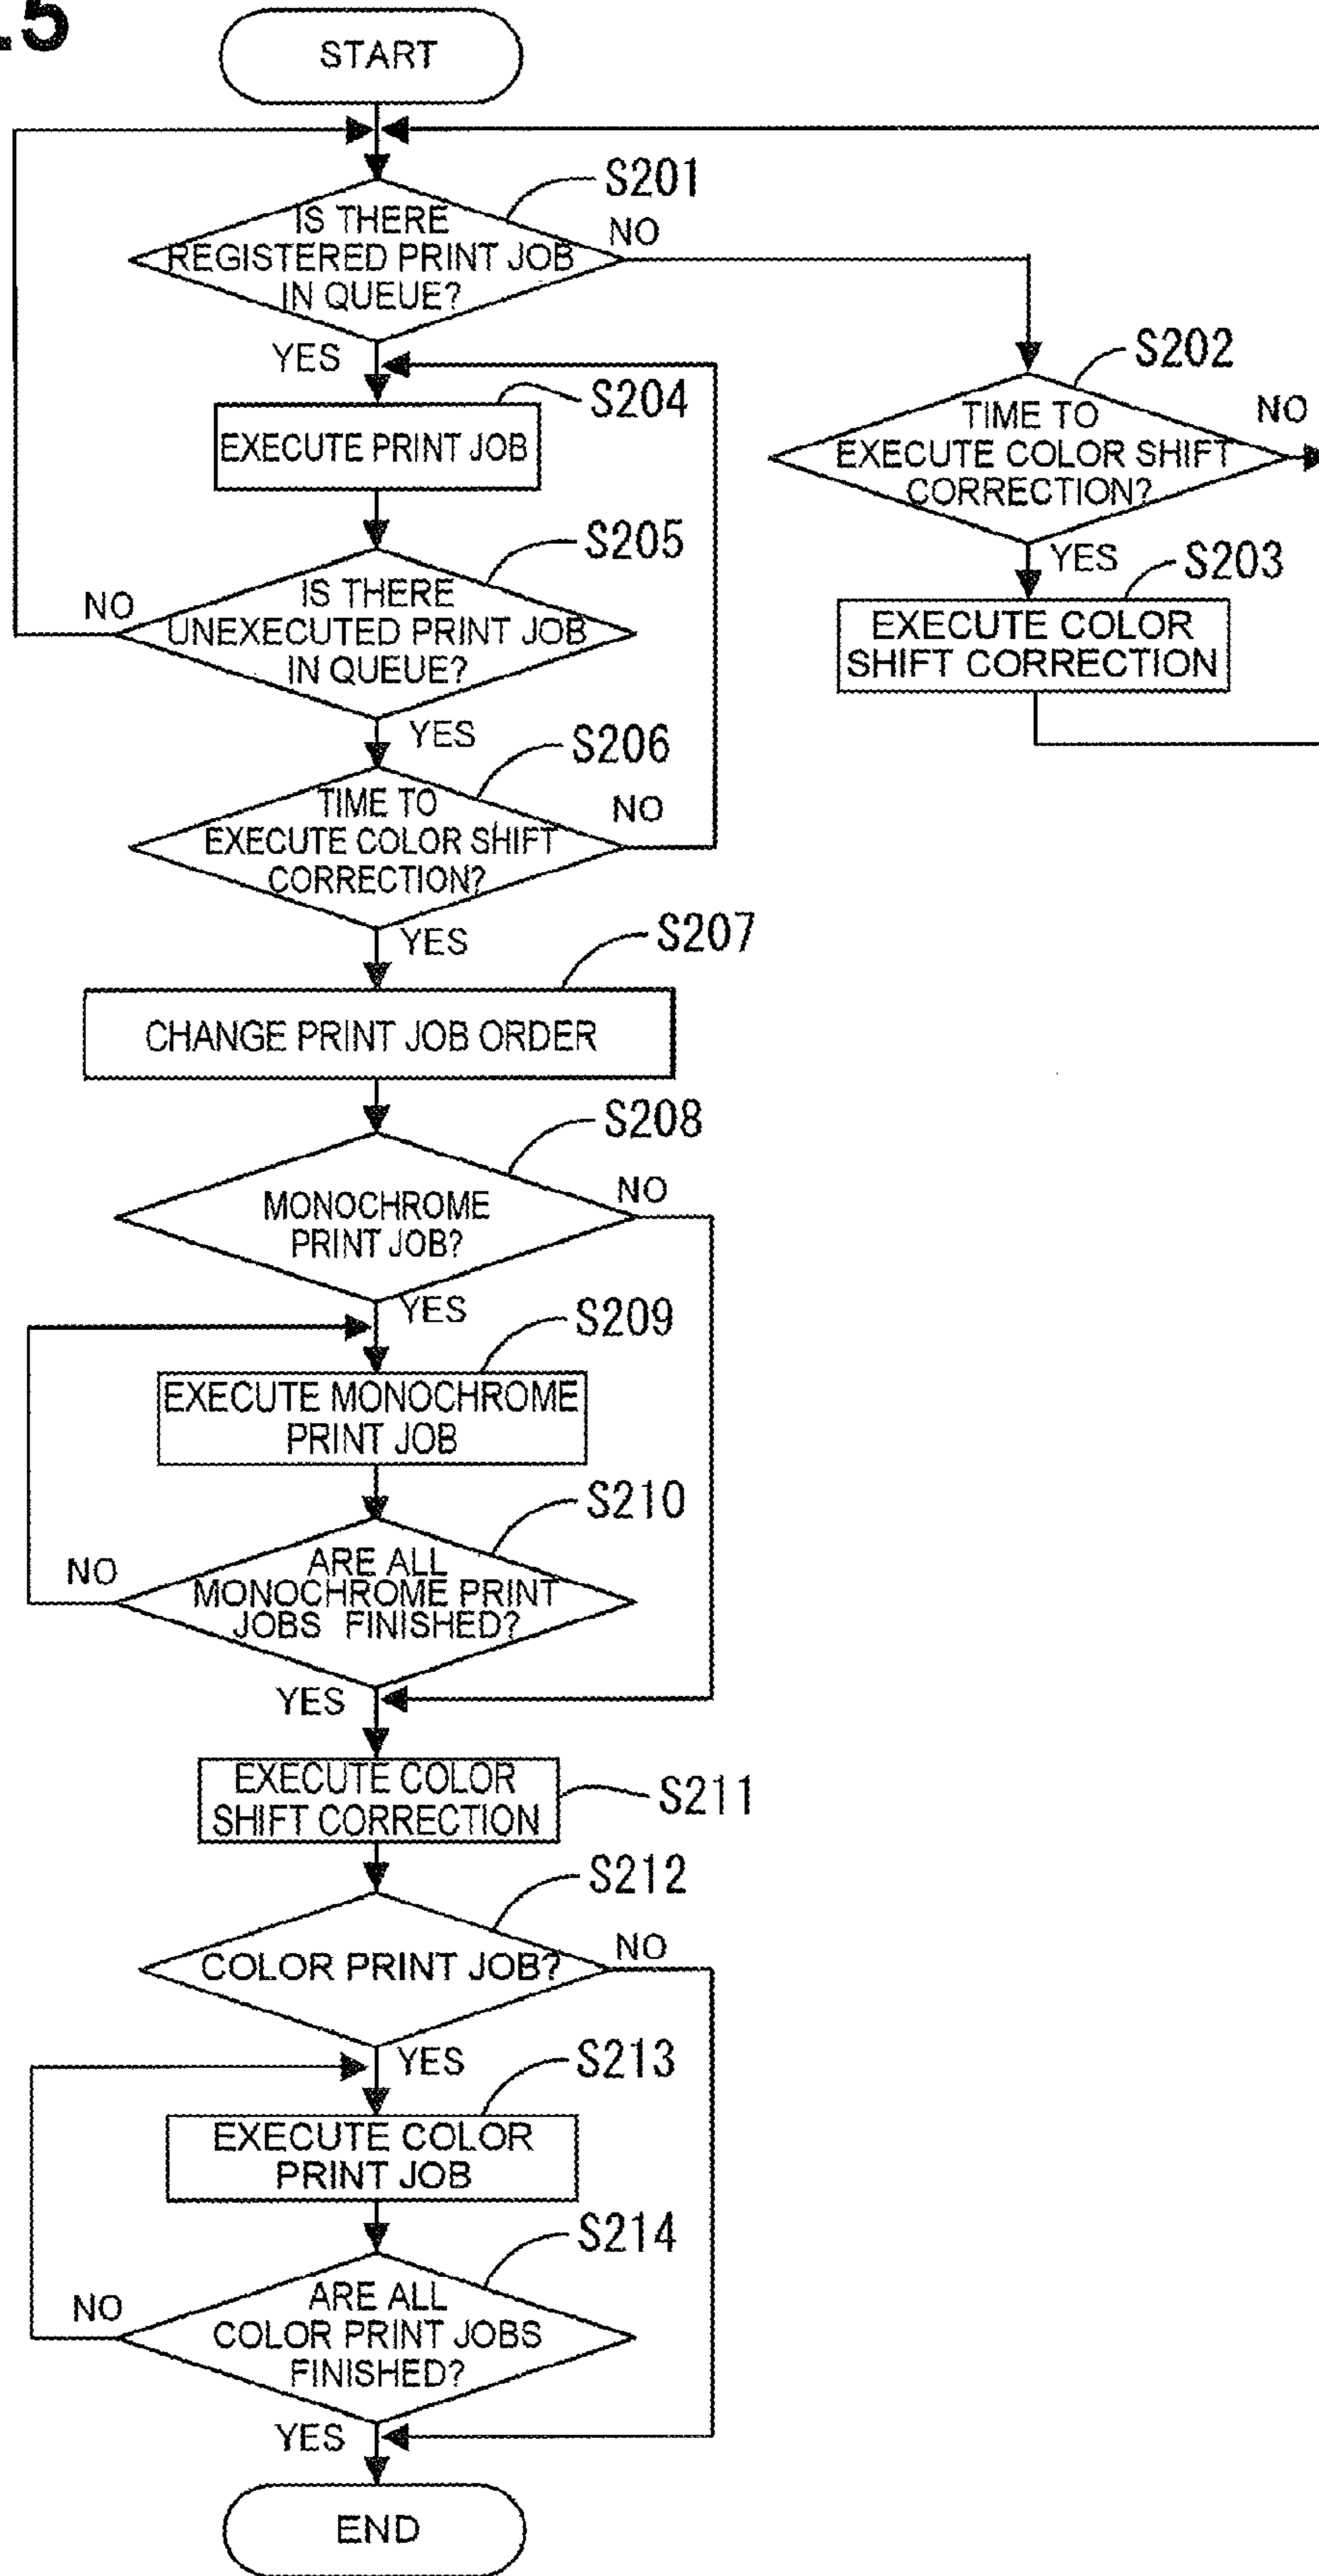 5
START
S201
IS THERE
REGISTERED PRINT JOB
IN QUEUE?
NO
YES
S202
TIME TO
EXECUTE COLOR SHIFT
CORRECTION?
NO
YES
S203
EXECUTE COLOR
SHIFT CORRECTION
S204
EXECUTE PRINT JOB
S205
IS THERE
UNEXECUTED PRINT JOB
IN QUEUE?
NO
YES
S206
TIME TO
EXECUTE COLOR SHIFT
CORRECTION?
NO
YES
S207
CHANGE PRINT JOB ORDER
S208
MONOCHROME
PRINT JOB?
NO
YES
S209
EXECUTE MONOCHROME
PRINT JOB
S210
ARE ALL
MONOCHROME PRINT
JOBS FINISHED?
NO
YES
S211
EXECUTE COLOR
SHIFT CORRECTION
S212
COLOR PRINT JOB?
NO
YES
S213
EXECUTE COLOR
PRINT JOB
S214
ARE ALL
COLOR PRINT JOBS
FINISHED?
NO
YES
END